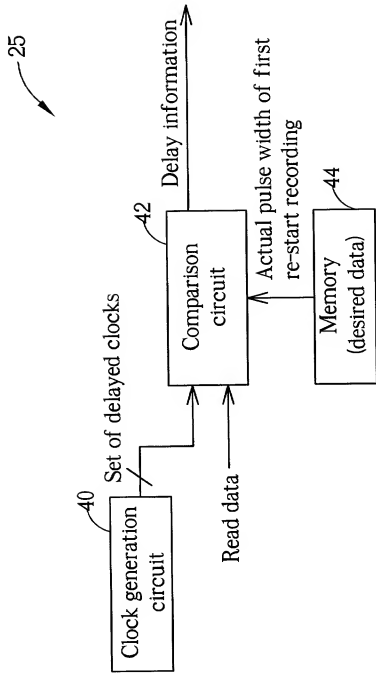 25
40
Clock generation
circuit
Set of delayed clocks
42
Comparison
circuit
Delay information
Read data
Actual pulse width of first
re-start recording
44
Memory
(desired data)